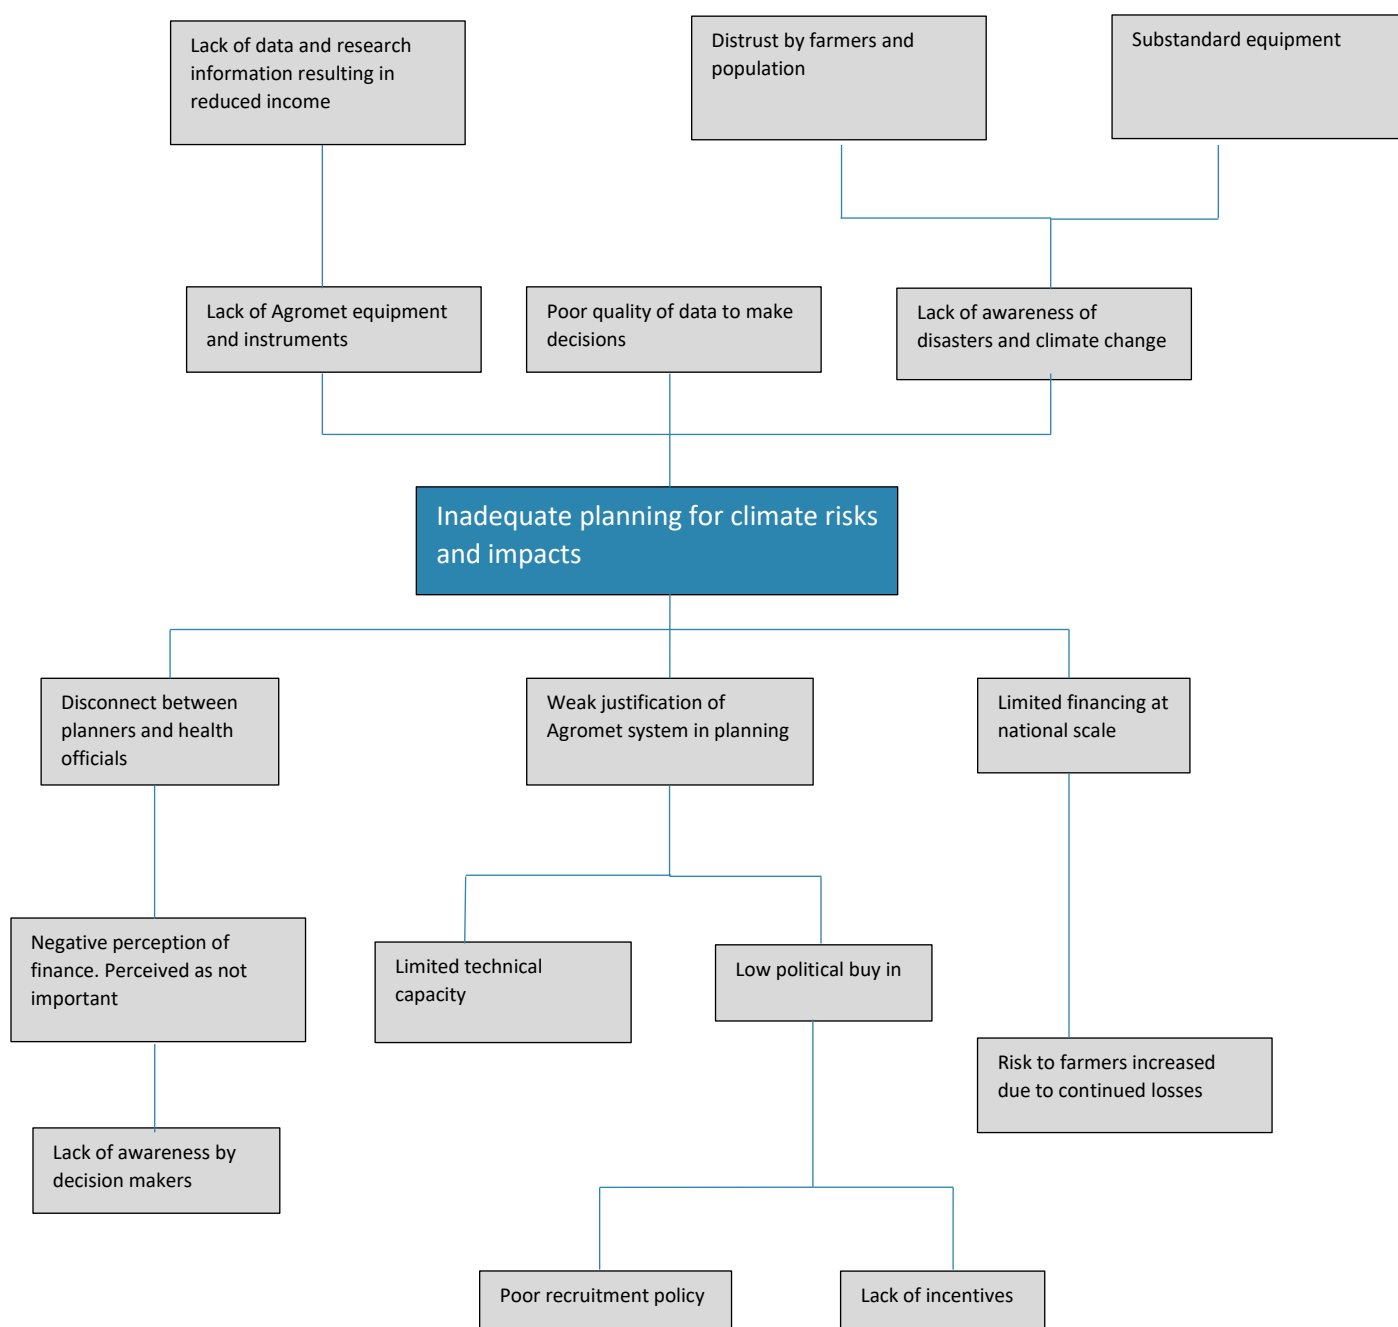 Lack of data and research
information resulting in
reduced income
Distrust by farmers and
population
Substandard equipment
Lack of Agromet equipment
and instruments
Poor quality of data to make
decisions
Lack of awareness of
disasters and climate change
Inadequate planning for climate risks
and impacts
Disconnect between
planners and health
officials
Weak justification of
Agromet system in planning
Limited financing at
national scale
Negative perception of
finance. Perceived as not
important
Limited technical
capacity
Low political buy in
Risk to farmers increased
due to continued losses
Lack of awareness by
decision makers
Poor recruitment policy
Lack of incentives